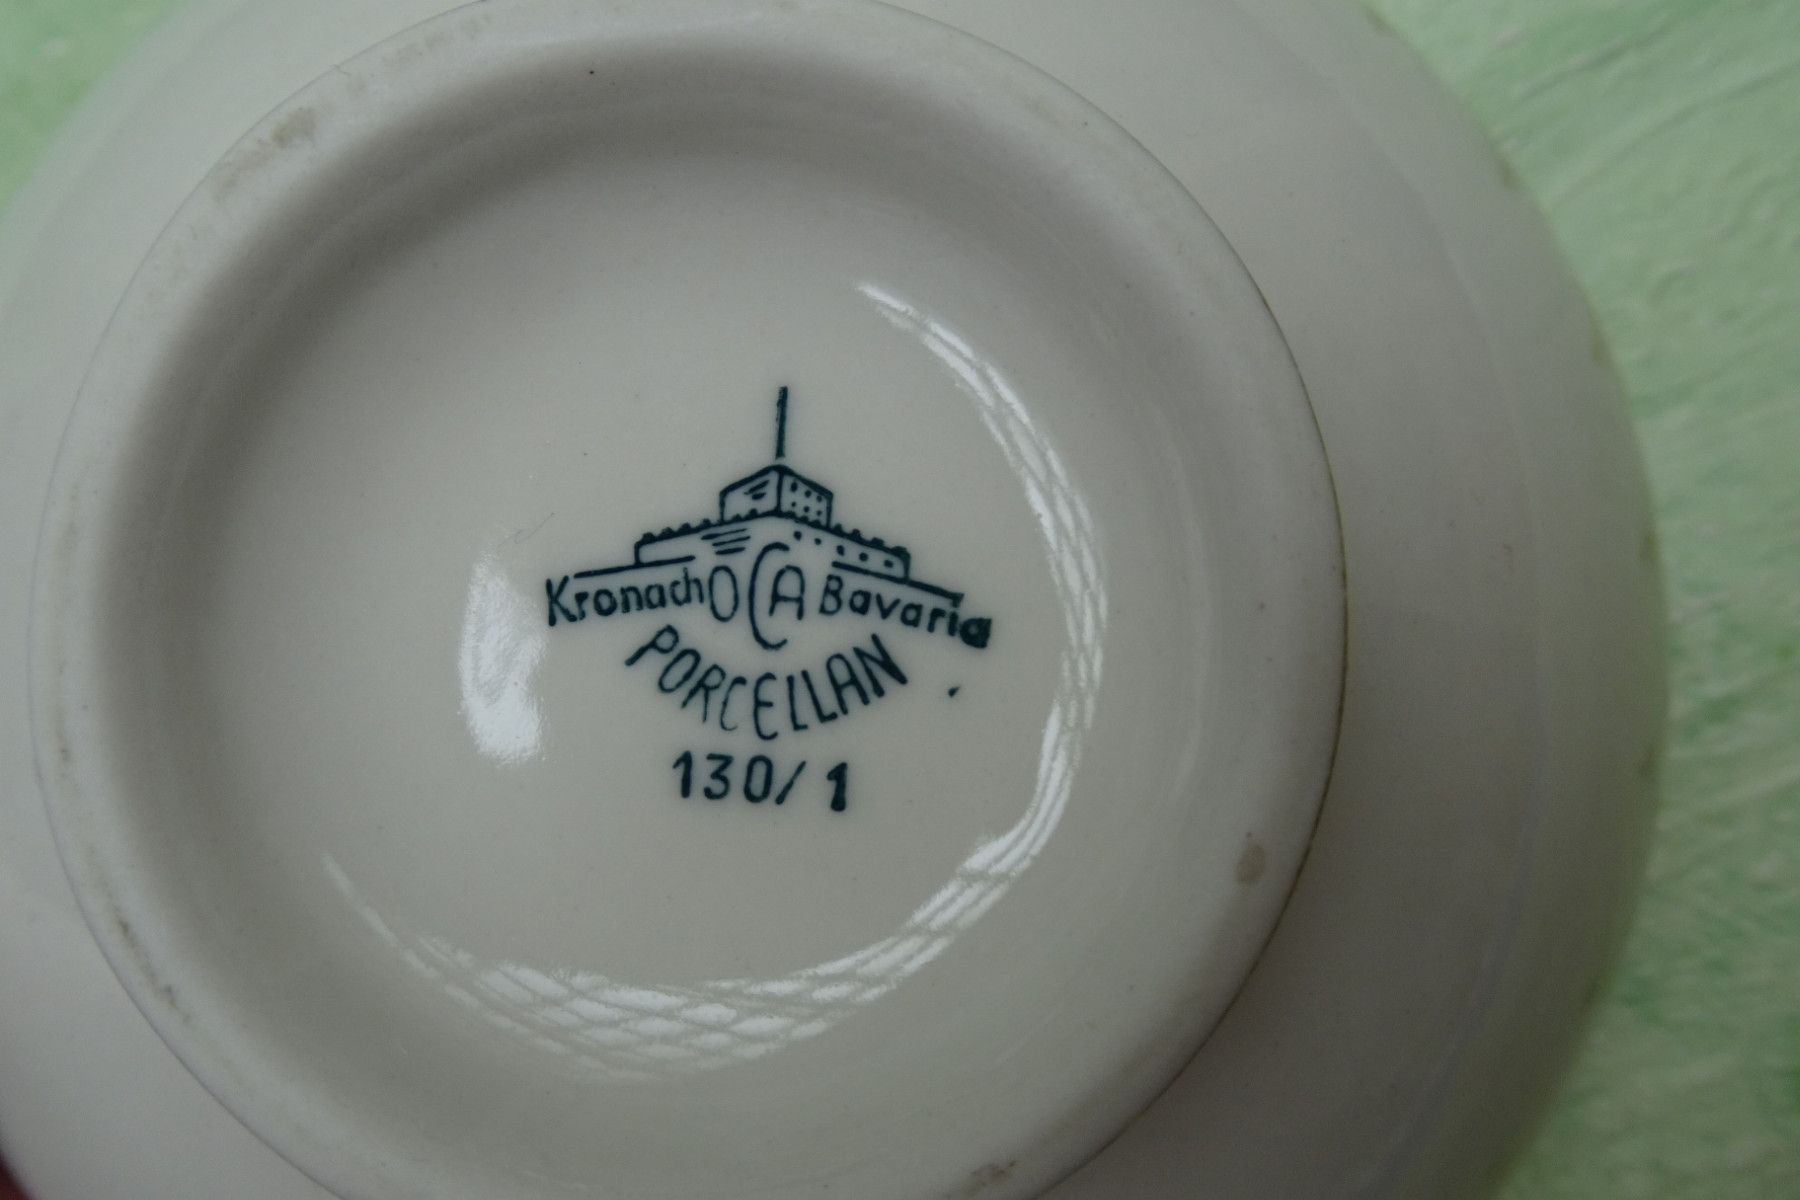 Kronach OCA Bavaria
PORCELLAN
130/1